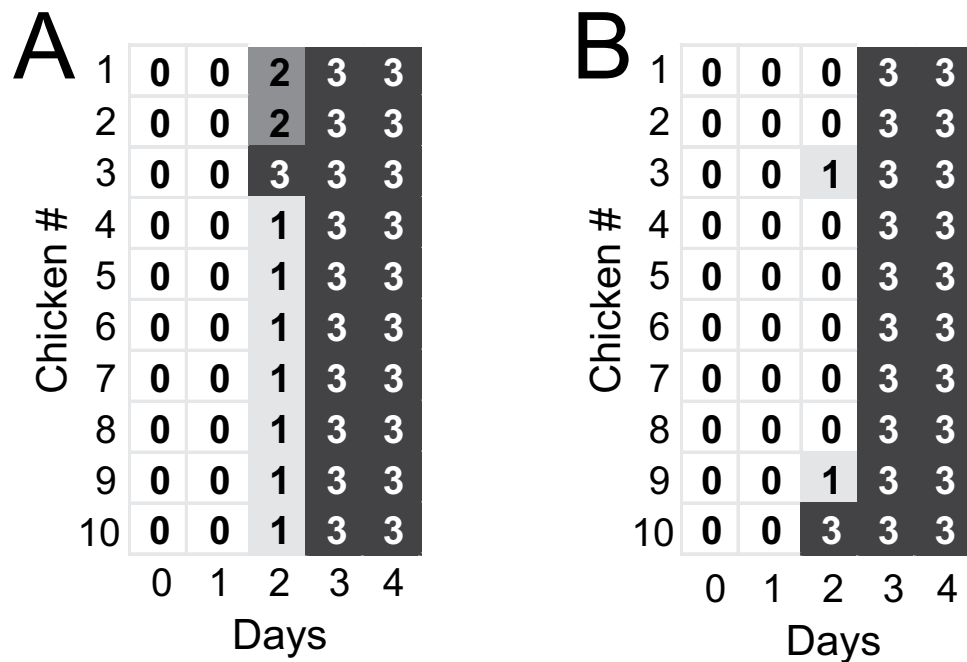 A
1 0 0 2 3 3
2 0 0 2 3 3
3 0 0 3 3 3
4 0 0 1 3 3
5 0 0 1 3 3
6 0 0 1 3 3
7 0 0 1 3 3
8 0 0 1 3 3
9 0 0 1 3 3
10 0 0 1 3 3
0 1 2 3 4
Days
Chicken #
B
1 0 0 0 3 3
2 0 0 0 3 3
3 0 0 1 3 3
4 0 0 0 3 3
5 0 0 0 3 3
6 0 0 0 3 3
7 0 0 0 3 3
8 0 0 0 3 3
9 0 0 1 3 3
10 0 0 3 3 3
0 1 2 3 4
Days
Chicken #